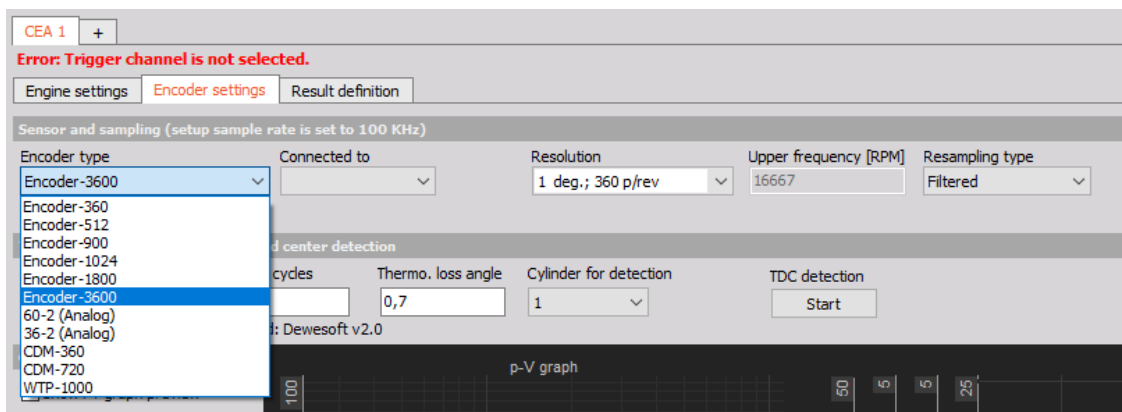 CEA 1 +
Error: Trigger channel is not selected.
Engine settings Encoder settings Result definition
Sensor and sampling (setup sample rate is set to 100 KHz)
Encoder type Connected to Resolution Upper frequency [RPM] Resampling type
Encoder-3600 1 deg.; 360 p/rev 16667 Filtered
Encoder-360
Encoder-512
Encoder-900
d center detection
Encoder-1024
Encoder-1800
cycles Thermo. loss angle Cylinder for detection TDC detection
Encoder-3600
0,7 1 Start
60-2 (Analog)
36-2 (Analog)
: Dewesoft v2.0
CDM-360
CDM-720
p-V graph
WTP-1000
100 50 5 5 25